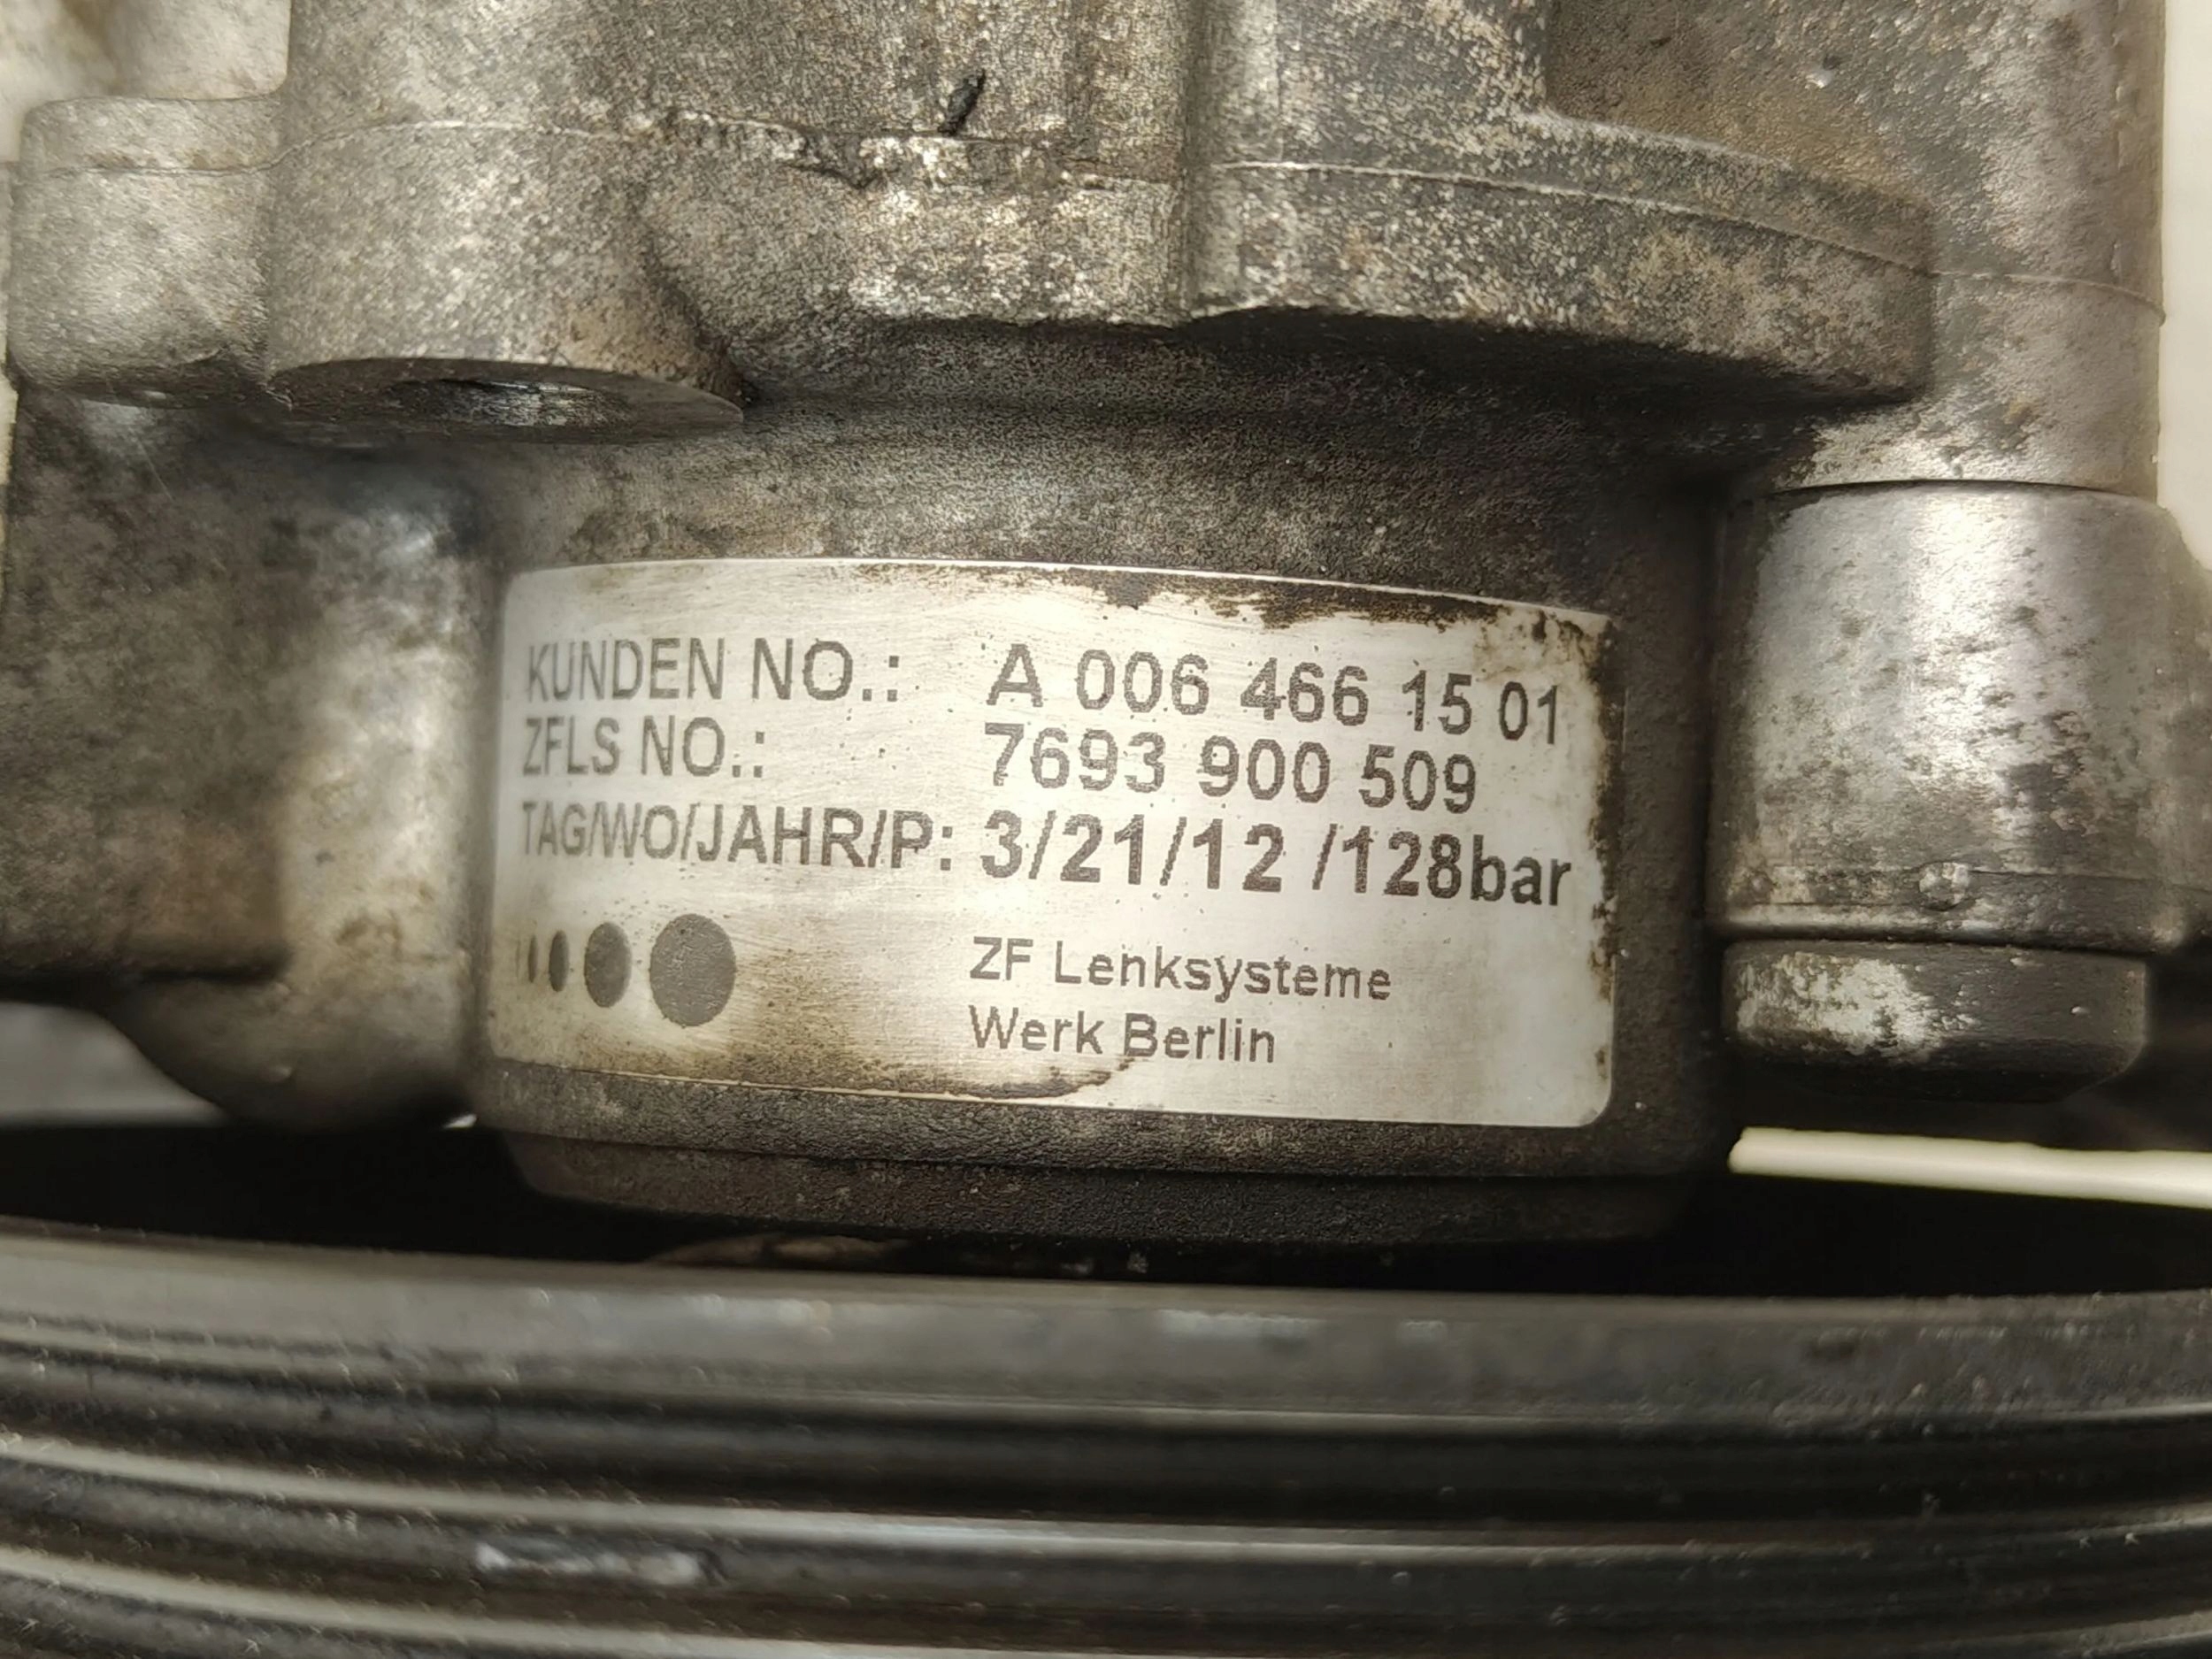 KUNDEN NO.: A 006 466 15 01
ZFLS NO.: 7693 900 509
TAG/WO/JAHR/P: 3/21/12 /128bar
ZF Lenksysteme
Werk Berlin